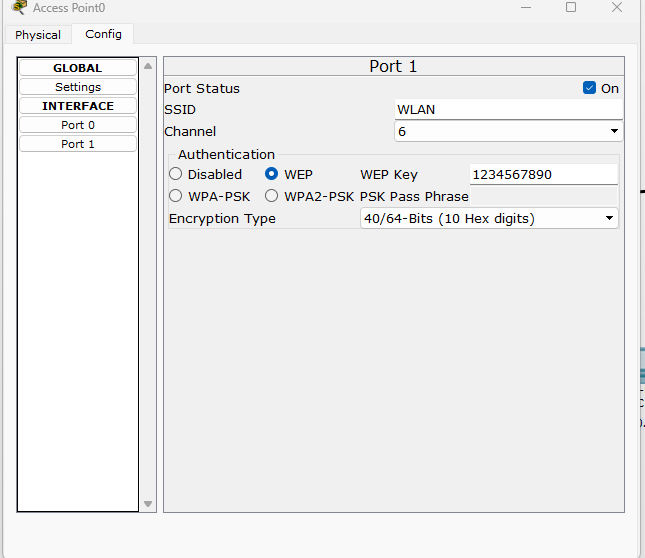 Access Point0
Physical
Config
GLOBAL
Settings
INTERFACE
Port 0
Port 1
Port 1
Port Status
On
SSID
WLAN
Channel
6
Authentication
Disabled
WEP
WEP Key
1234567890
WPA-PSK
WPA2-PSK
PSK Pass Phrase
Encryption Type
40/64-Bits (10 Hex digits)